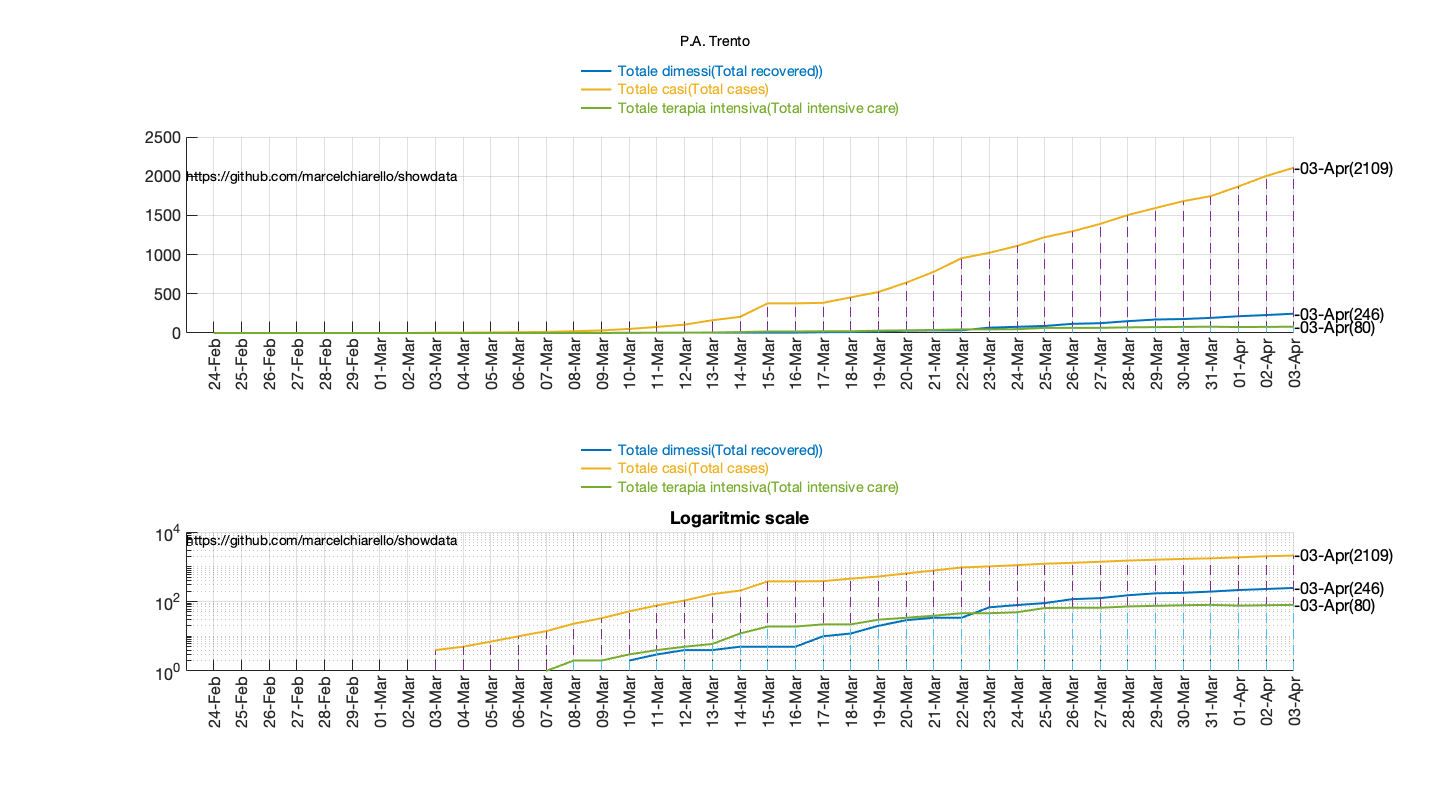 P.A. Trento
Totale dimessi(Total recovered))
Totale casi(Total cases)
Totale terapia intensiva(Total intensive care)
2500
2000
1500
1000
500
0
https://github.com/marcelchiarello/showdata
-03-Apr(2109)
-03-Apr(246)
-03-Apr(80)
24-Feb
25-Feb
26-Feb
27-Feb
28-Feb
29-Feb
01-Mar
02-Mar
03-Mar
04-Mar
05-Mar
06-Mar
07-Mar
08-Mar
09-Mar
10-Mar
11-Mar
12-Mar
13-Mar
14-Mar
15-Mar
16-Mar
17-Mar
18-Mar
19-Mar
20-Mar
21-Mar
22-Mar
23-Mar
24-Mar
25-Mar
26-Mar
27-Mar
28-Mar
29-Mar
30-Mar
31-Mar
01-Apr
02-Apr
03-Apr
Totale dimessi(Total recovered))
Totale casi(Total cases)
Totale terapia intensiva(Total intensive care)
Logaritmic scale
10^4
10^2
10^0
https://github.com/marcelchiarello/showdata
-03-Apr(2109)
-03-Apr(246)
-03-Apr(80)
24-Feb
25-Feb
26-Feb
27-Feb
28-Feb
29-Feb
01-Mar
02-Mar
03-Mar
04-Mar
05-Mar
06-Mar
07-Mar
08-Mar
09-Mar
10-Mar
11-Mar
12-Mar
13-Mar
14-Mar
15-Mar
16-Mar
17-Mar
18-Mar
19-Mar
20-Mar
21-Mar
22-Mar
23-Mar
24-Mar
25-Mar
26-Mar
27-Mar
28-Mar
29-Mar
30-Mar
31-Mar
01-Apr
02-Apr
03-Apr